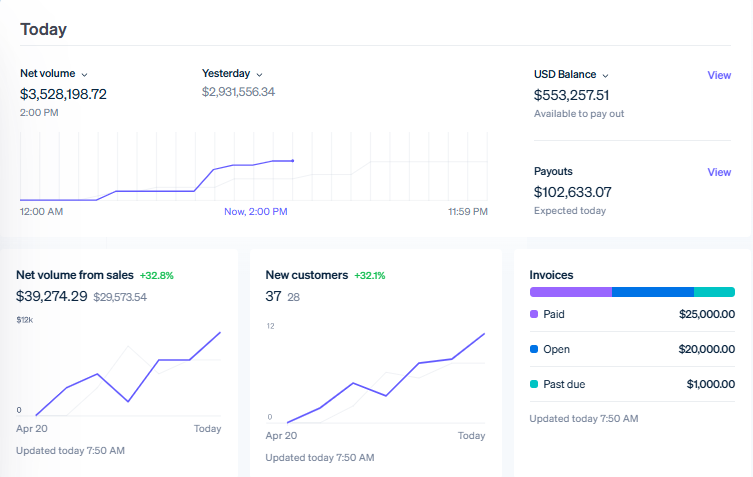 Today
Net volume
$3,528,198.72
2:00 PM
Yesterday
$2,931,556.34
12:00 AM
Now, 2:00 PM
11:59 PM
USD Balance
View
$553,257.51
Available to pay out
Payouts
View
$102,633.07
Expected today
Net volume from sales +32.8%
$39,274.29 $29,573.54
$12k
0
Apr 20
Today
Updated today 7:50 AM
New customers +32.1%
37 28
12
0
Apr 20
Today
Updated today 7:50 AM
Invoices
Paid $25,000.00
Open $20,000.00
Past due $1,000.00
Updated today 7:50 AM